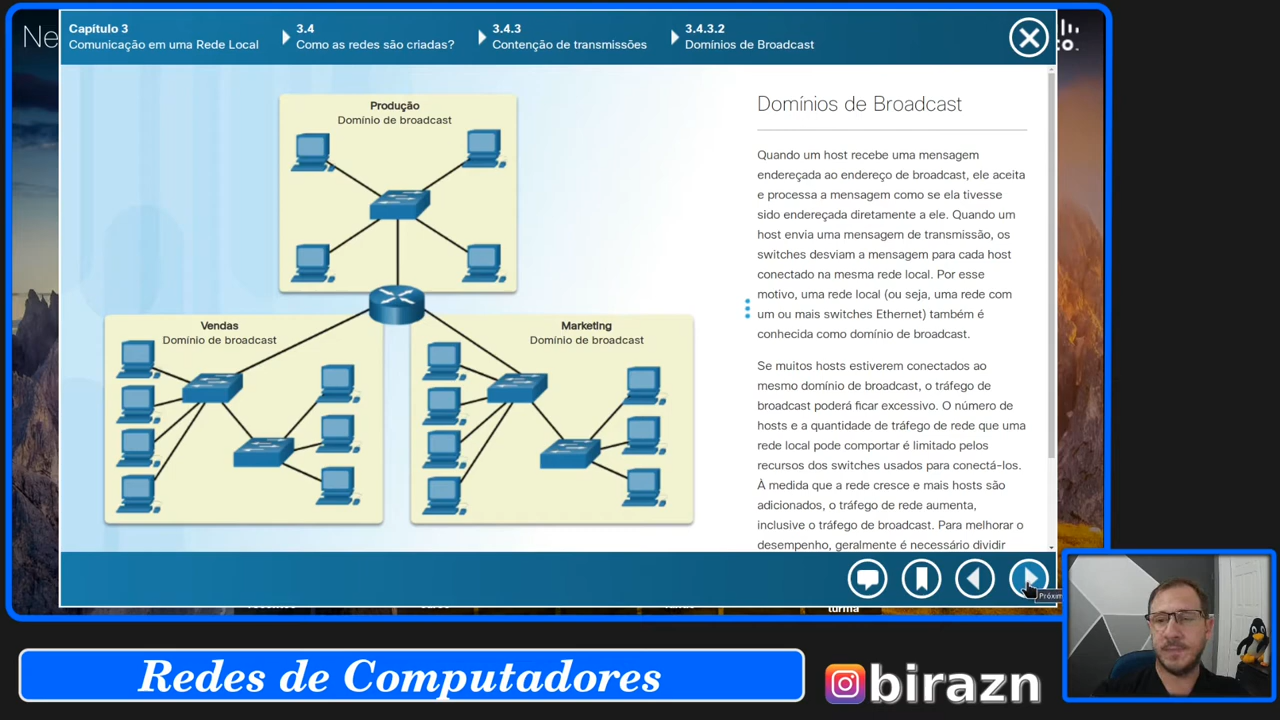 Capítulo 3
Comunicação em uma Rede Local
3.4
Como as redes são criadas?
3.4.3
Contenção de transmissões
3.4.3.2
Domínios de Broadcast
Ne
to.
Produção
Domínio de broadcast
Vendas
Domínio de broadcast
Marketing
Domínio de broadcast
Domínios de Broadcast
Quando um host recebe uma mensagem
endereçada ao endereço de broadcast, ele aceita
e processa a mensagem como se ela tivesse
sido endereçada diretamente a ele. Quando um
host envia uma mensagem de transmissão, os
switches desviam a mensagem para cada host
conectado na mesma rede local. Por esse
motivo, uma rede local (ou seja, uma rede com
um ou mais switches Ethernet) também é
conhecida como domínio de broadcast.
Se muitos hosts estiverem conectados ao
mesmo domínio de broadcast, o tráfego de
broadcast poderá ficar excessivo. O número de
hosts e a quantidade de tráfego de rede que uma
rede local pode comportar é limitado pelos
recursos dos switches usados para conectá-los.
À medida que a rede cresce e mais hosts são
adicionados, o tráfego de rede aumenta,
inclusive o tráfego de broadcast. Para melhorar o
desempenho, geralmente é necessário dividir
Próxim
turma
Redes de Computadores
birazn